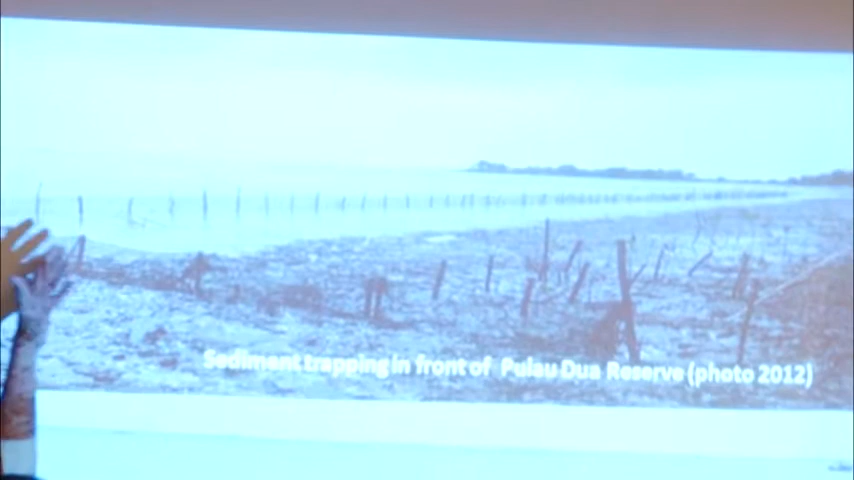 Sediment trapping in front of Pulau Dua Reserve (photo 2012)